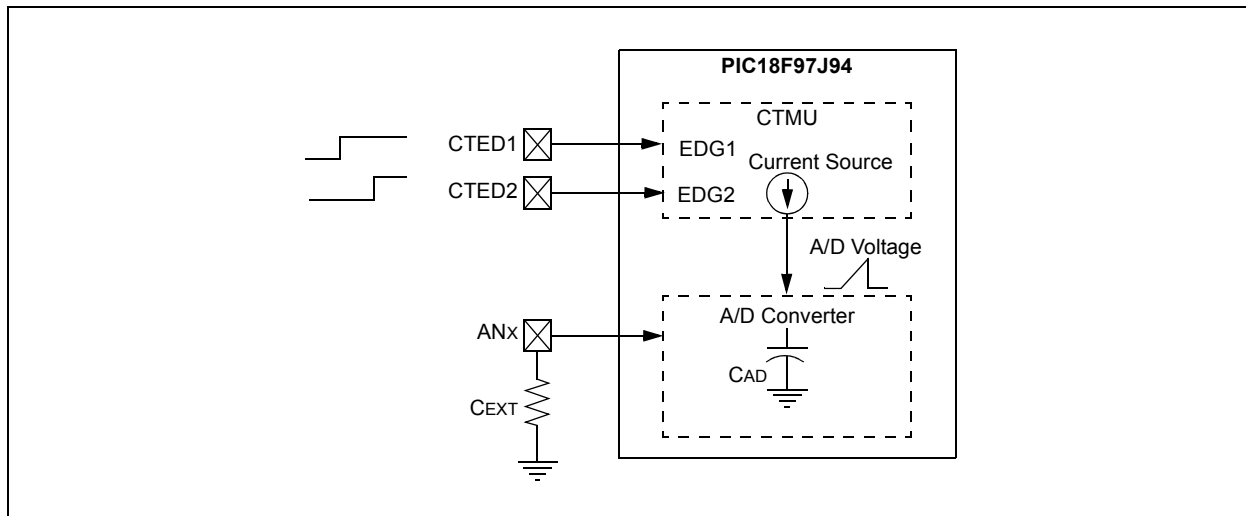 PIC18F97J94
CTMU
CTED1
EDG1
Current Source
CTED2
EDG2
A/D Voltage
A/D Converter
ANX
CAD
CEXT